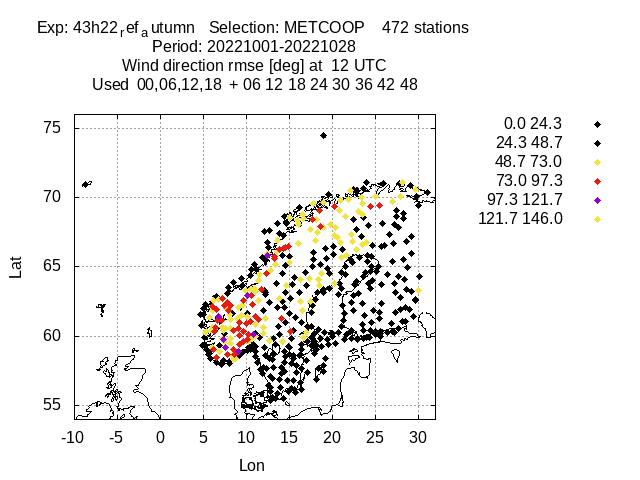 Exp: 43h22ref autumn Selection: METCOOP 472 stations
Period: 20221001-20221028
Wind direction rmse [deg] at 12 UTC
Used 00,06,12,18 + 06 12 18 24 30 36 42 48
0.0 24.3
24.3 48.7
48.7 73.0
73.0 97.3
97.3 121.7
121.7 146.0
75
70
65
60
55
Lat
-10 -5 0 5 10 15 20 25 30
Lon